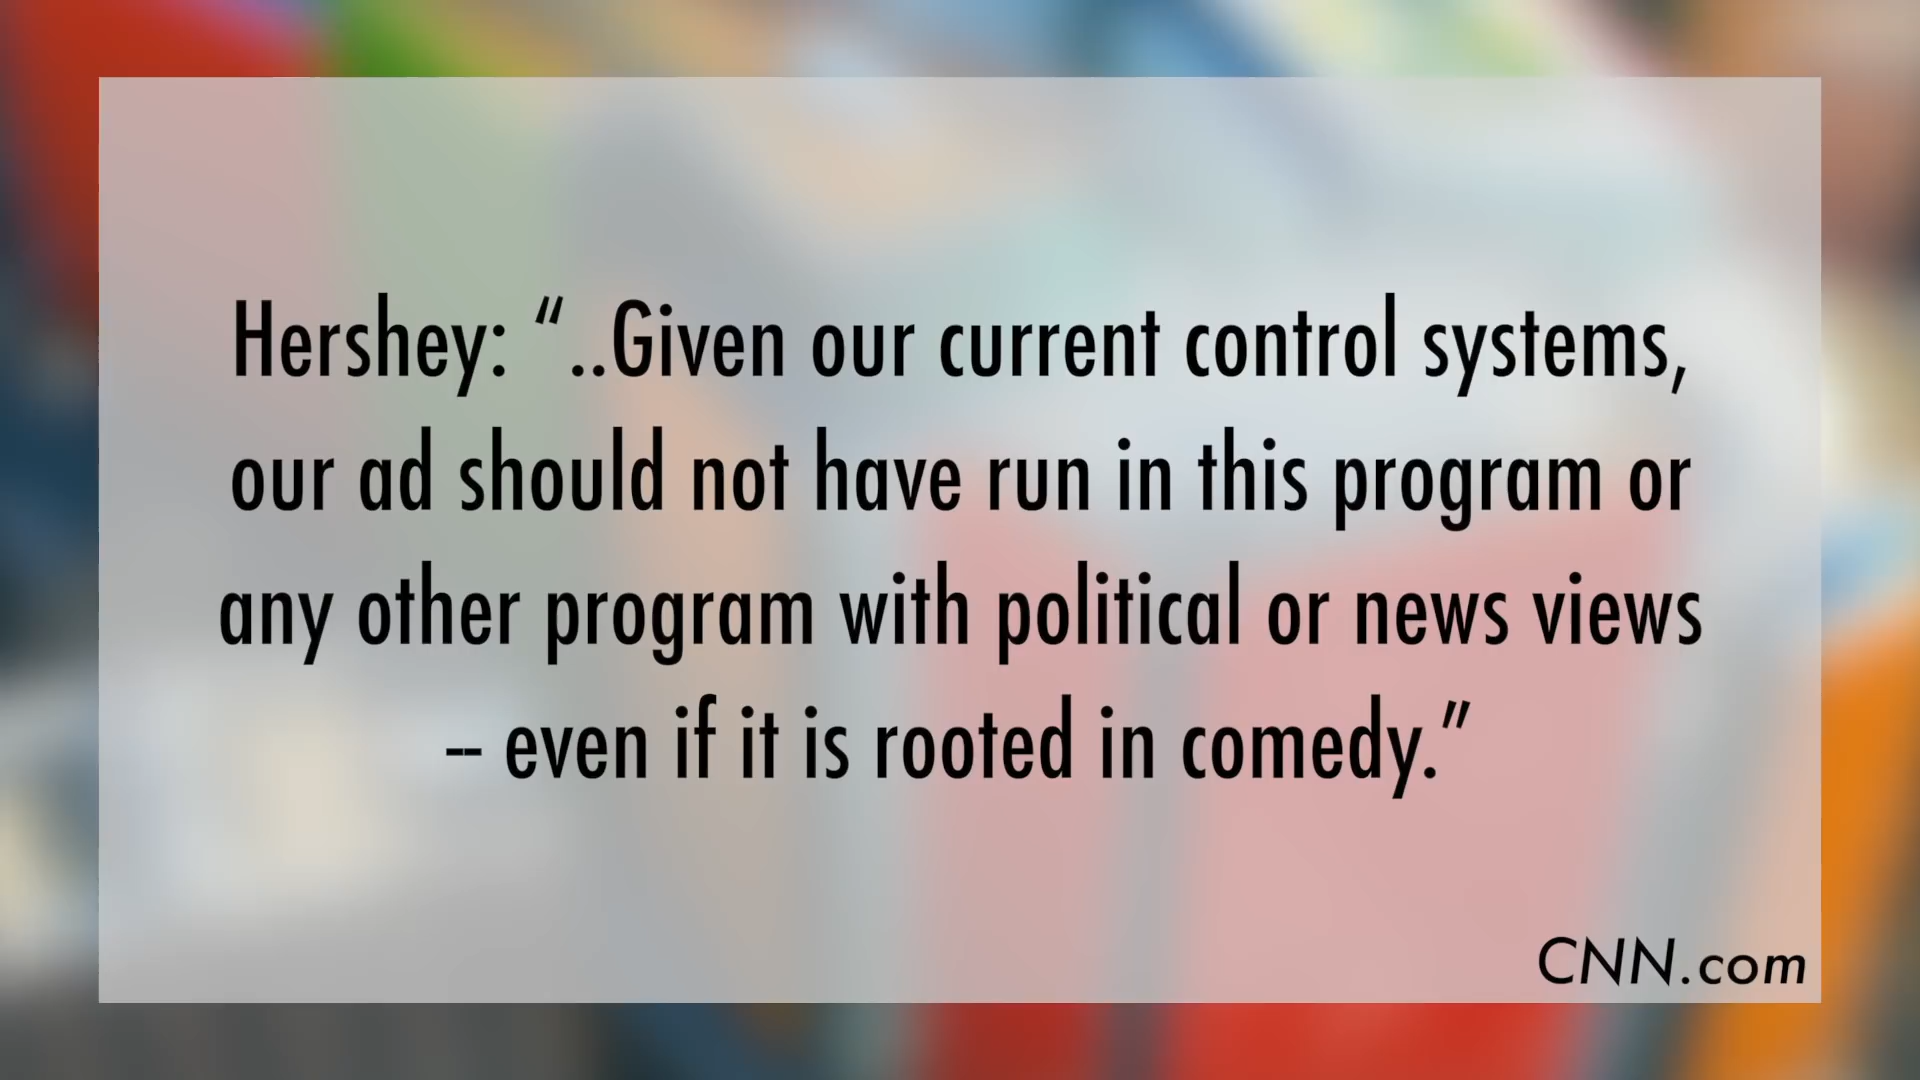 Hershey: “..Given our current control systems,
our ad should not have run in this program or
any other program with political or news views
-- even if it is rooted in comedy.”
CNN.com